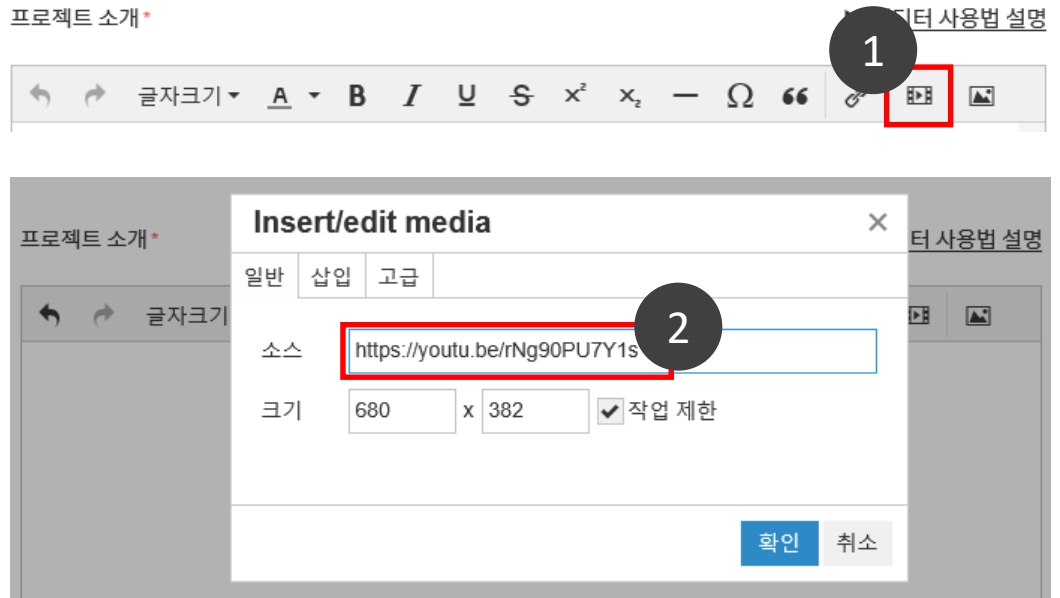 프로젝트 소개*
디터 사용법 설명
1
글자크기 A B I U S x² x₂ — Ω “
Insert/edit media ×
프로젝트 소개*
터 사용법 설명
일반 삽입 고급
글자크기
2
소스 https://youtu.be/rNg90PU7Y1s
크기 680 x 382 작업 제한
확인 취소